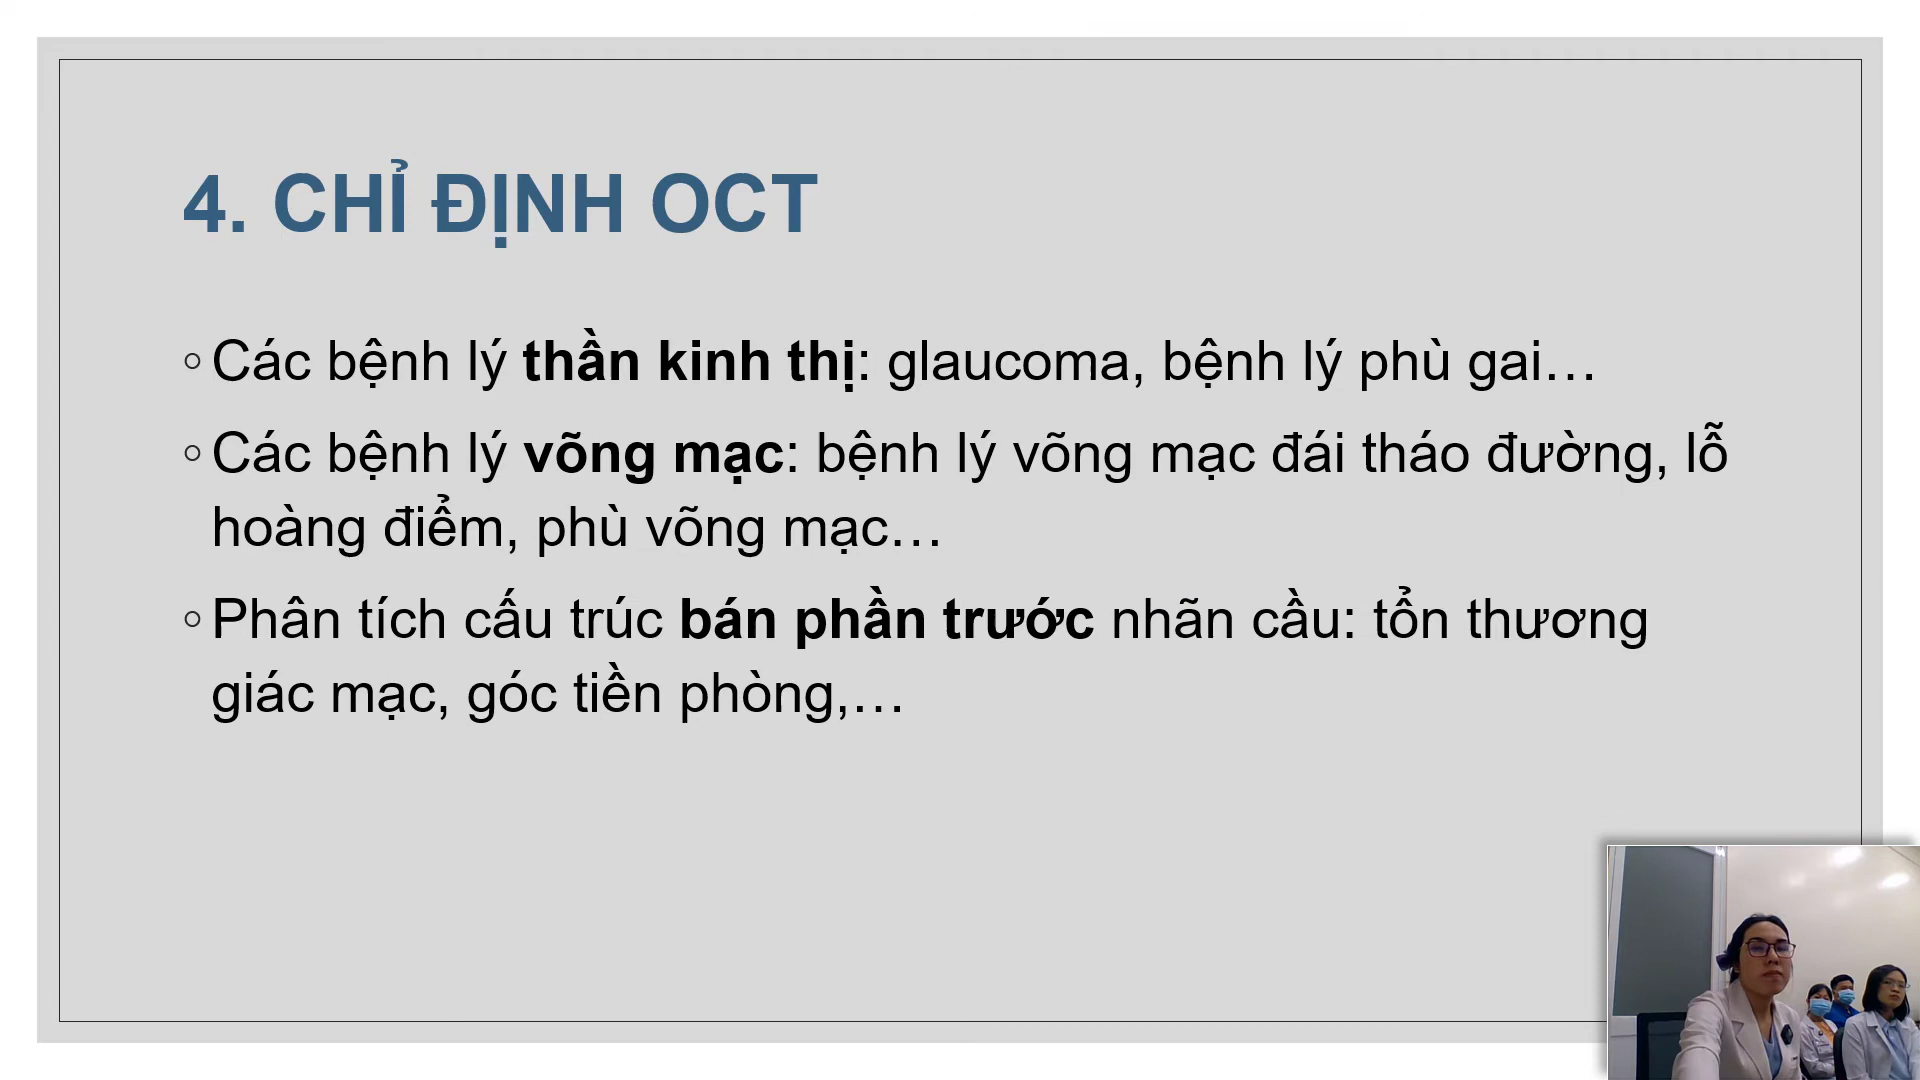 4. CHỈ ĐỊNH OCT
◦ Các bệnh lý thần kinh thị: glaucoma, bệnh lý phù gai…
◦ Các bệnh lý võng mạc: bệnh lý võng mạc đái tháo đường, lỗ
hoàng điểm, phù võng mạc…
◦ Phân tích cấu trúc bán phần trước nhãn cầu: tổn thương
giác mạc, góc tiền phòng,…